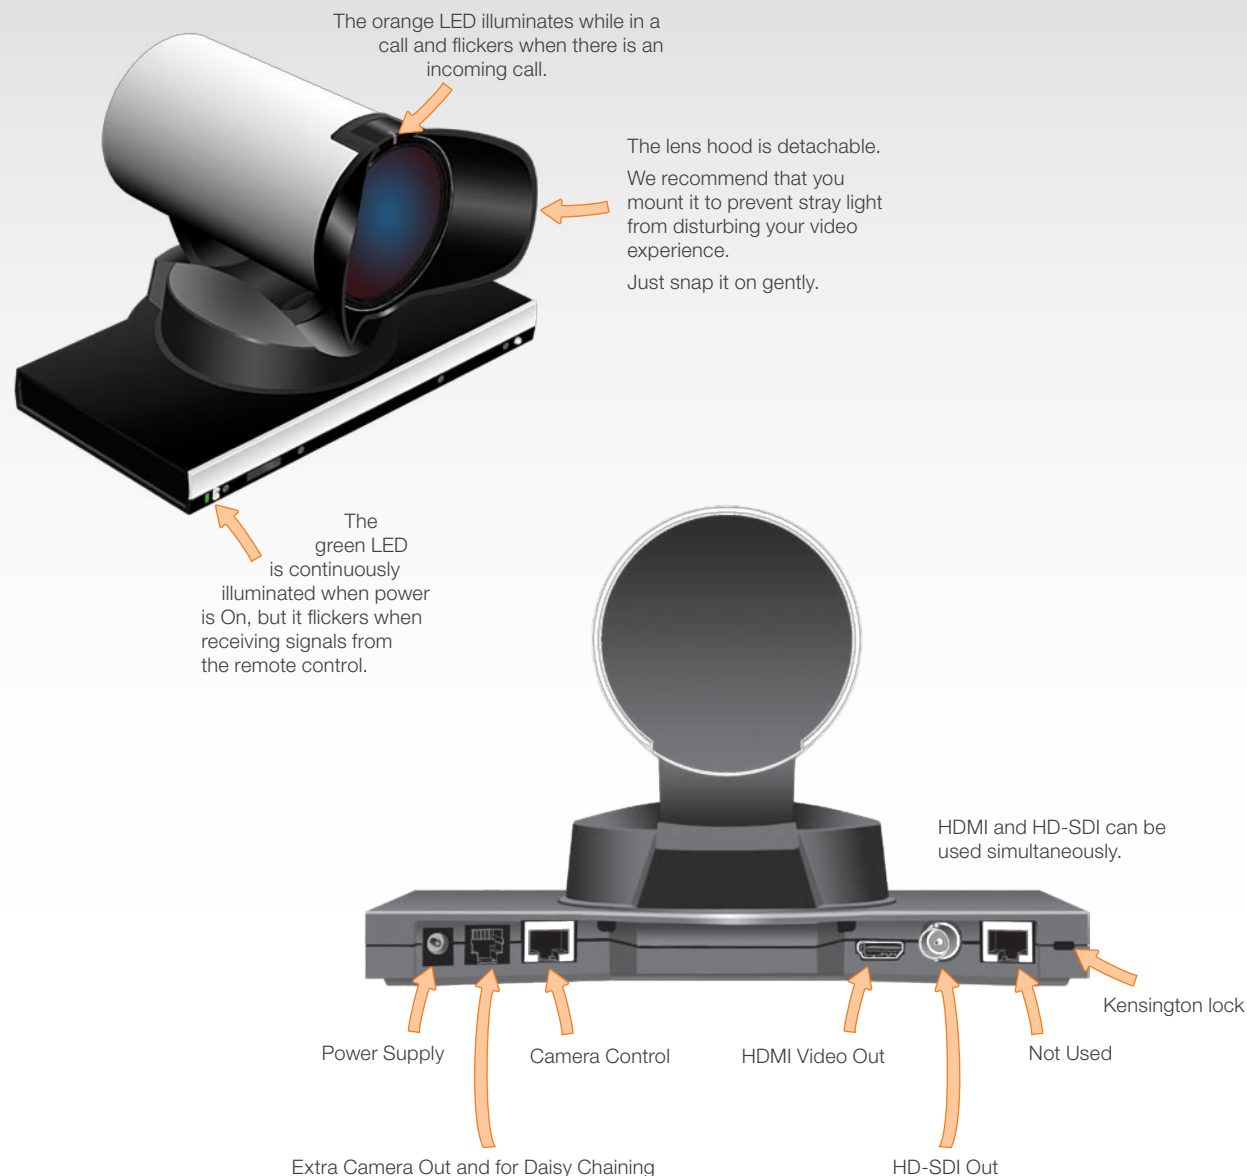 The orange LED illuminates while in a
call and flickers when there is an
incoming call.
The lens hood is detachable.
We recommend that you
mount it to prevent stray light
from disturbing your video
experience.
Just snap it on gently.
The
green LED
is continuously
illuminated when power
is On, but it flickers when
receiving signals from
the remote control.
HDMI and HD-SDI can be
used simultaneously.
Kensington lock
Power Supply
Camera Control
HDMI Video Out
Not Used
Extra Camera Out and for Daisy Chaining
HD-SDI Out